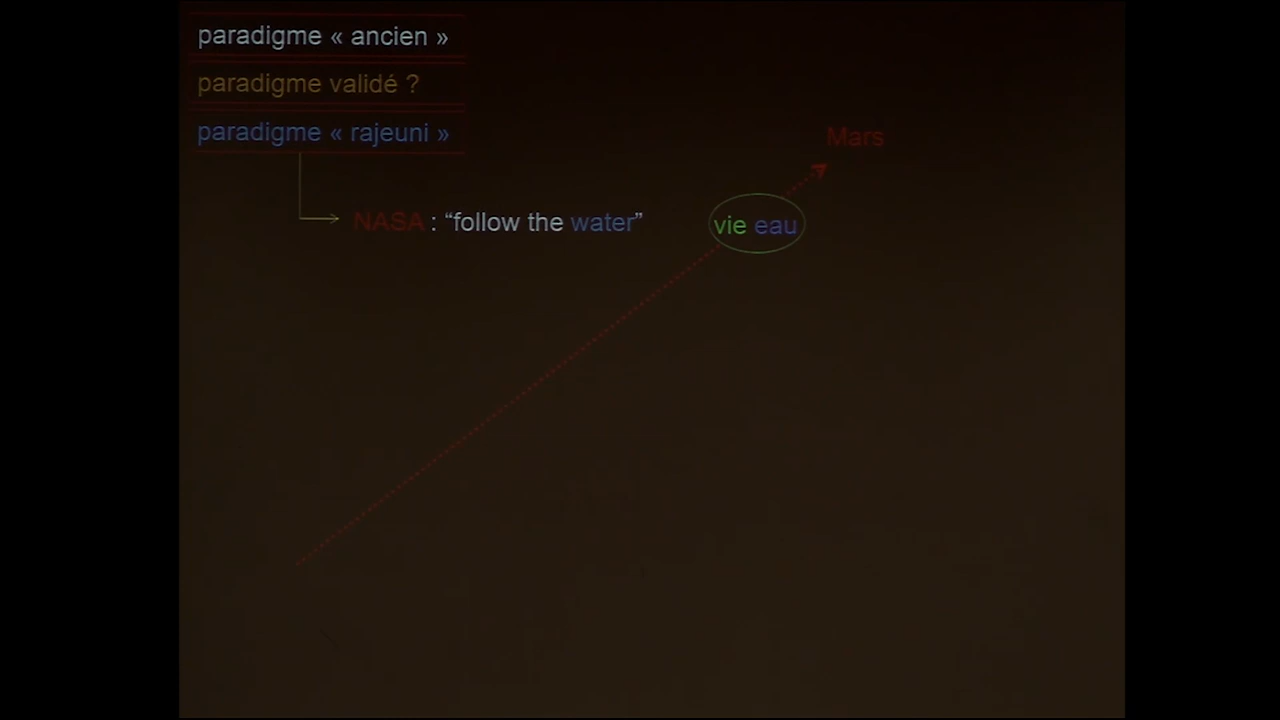 paradigme « ancien »
paradigme validé ?
paradigme « rajeuni »
Mars
NASA : “follow the water”
vie eau